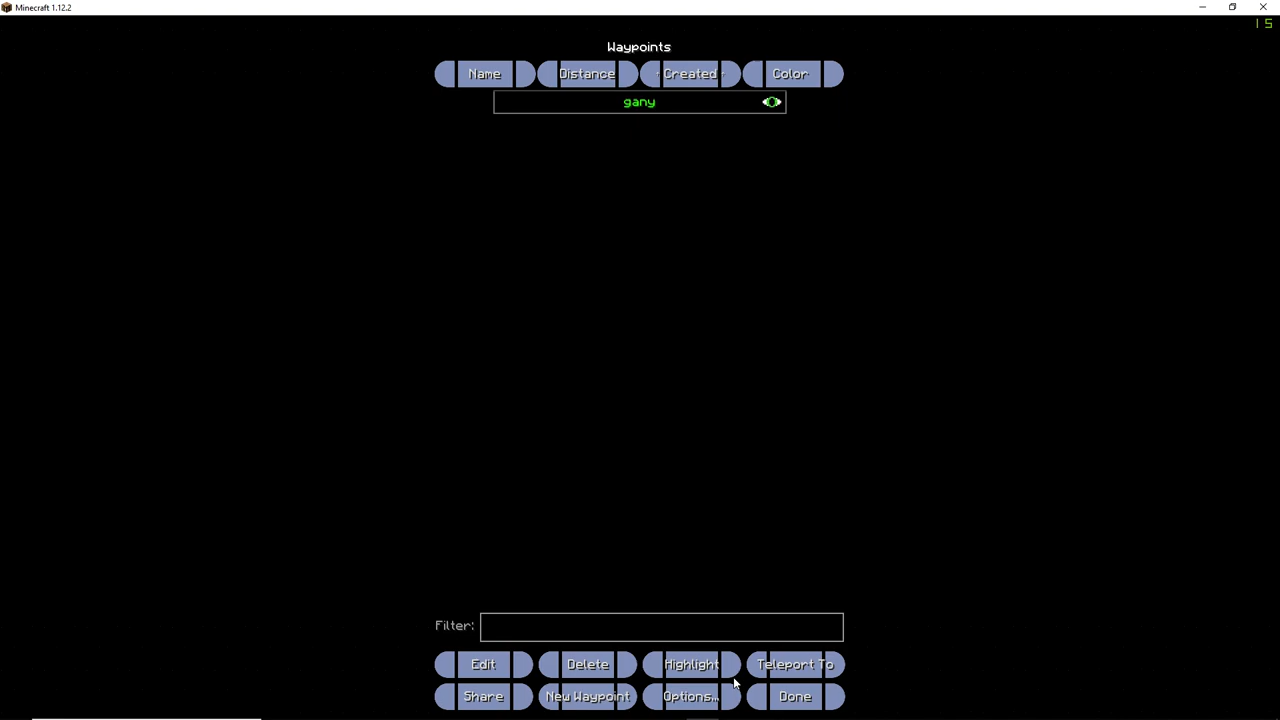 Minecraft 1.12.2
15
Waypoints
Name Distance · Created · Color
gany
Filter:
Edit Delete Highlight Teleport To
Share New Waypoint Options... Done